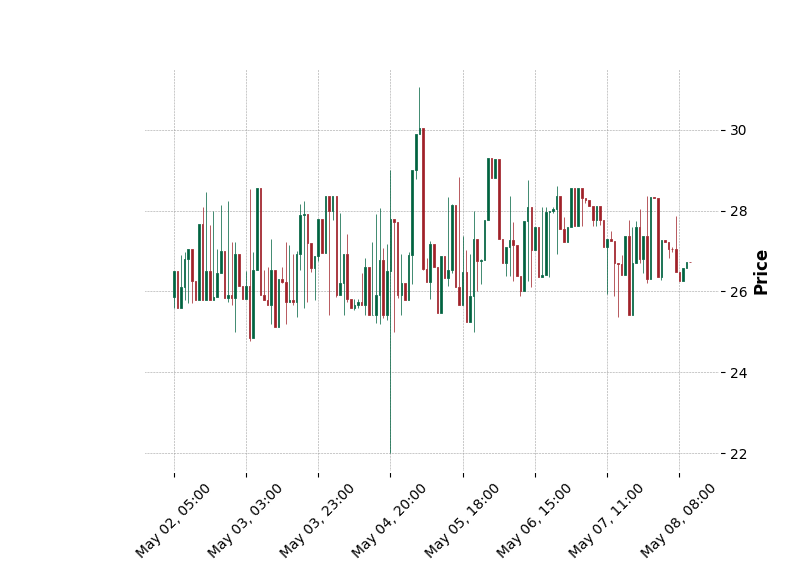 30
28
26
24
22
Price
May 02, 05:00
May 03, 03:00
May 03, 23:00
May 04, 20:00
May 05, 18:00
May 06, 15:00
May 07, 11:00
May 08, 08:00